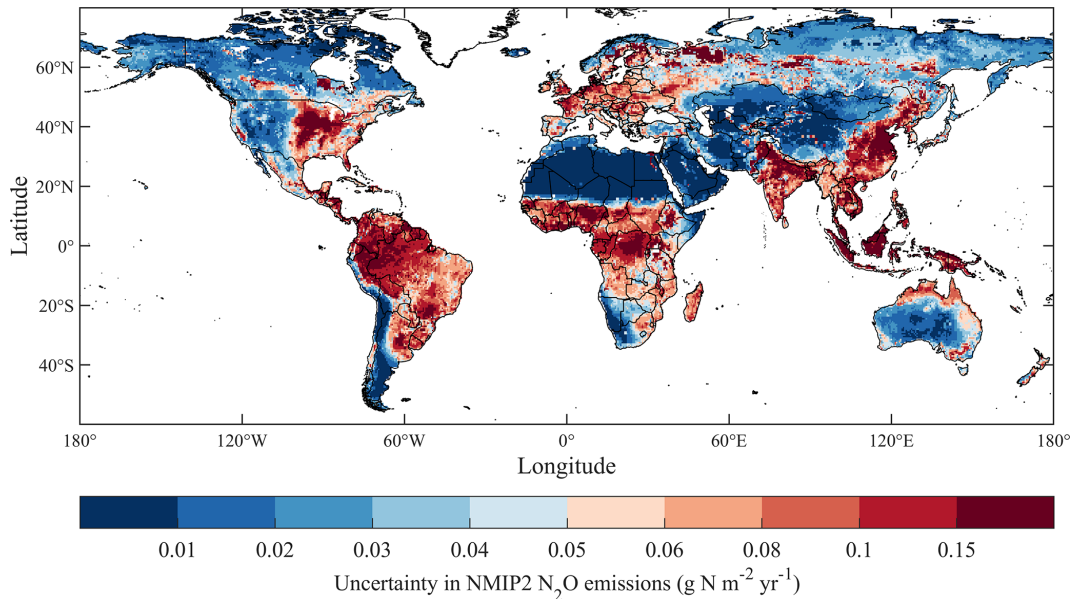 60°N
40°N
20°N
0°
20°S
40°S
Latitude
180° 120°W 60°W 0° 60°E 120°E 180°
Longitude
0.01 0.02 0.03 0.04 0.05 0.06 0.08 0.1 0.15
Uncertainty in NMIP2 N₂O emissions (g N m⁻² yr⁻¹)